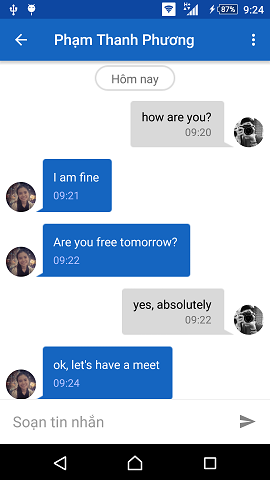 87% 9:24
Phạm Thanh Phương
Hôm nay
how are you?
09:20
I am fine
09:21
Are you free tomorrow?
09:22
yes, absolutely
09:22
ok, let's have a meet
09:24
Soạn tin nhắn